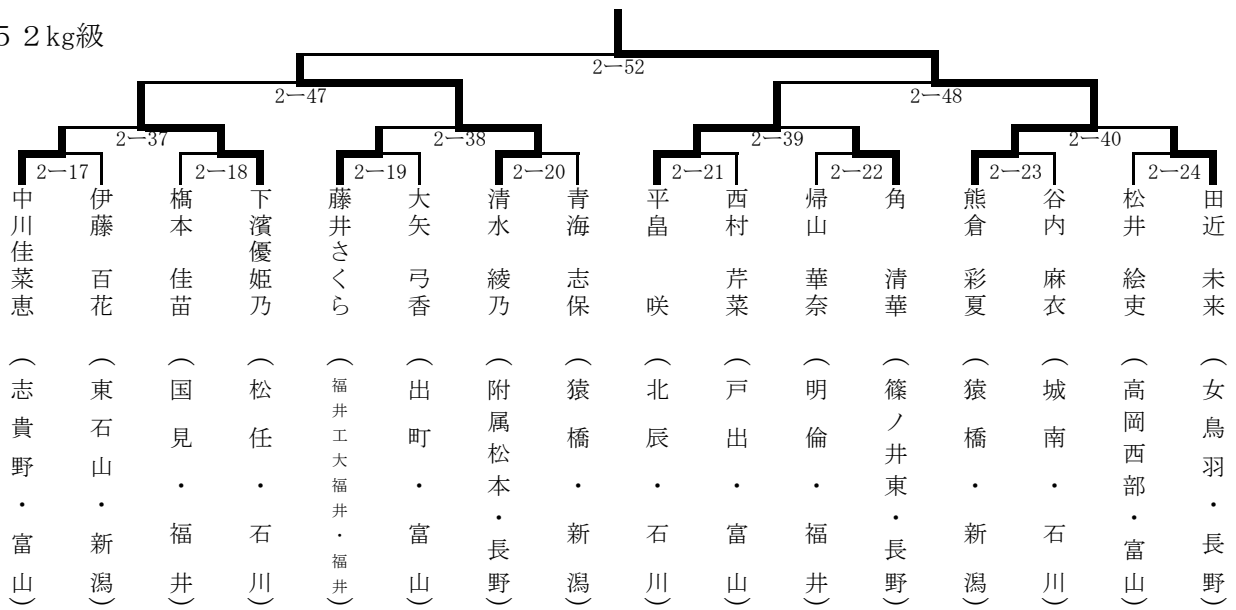 ５２kg級
2－52
2－47
2－48
2－37
2－38
2－39
2－40
2－17
2－18
2－19
2－20
2－21
2－22
2－23
2－24
中川佳菜恵（志貴野・富山）
伊藤　百花（東石山・新潟）
橋本　佳苗（国見・福井）
下濱優姫乃（松任・石川）
藤井さくら（福井工大福井・福井）
大矢　弓香（出町・富山）
清水　綾乃（附属松本・長野）
青海　志保（猿橋・新潟）
平畠　咲（北辰・石川）
西村　芹菜（戸出・富山）
帰山　華奈（明倫・福井）
角　清華（篠ノ井東・長野）
熊倉　彩夏（猿橋・新潟）
谷内　麻衣（城南・石川）
松井　絵吏（高岡西部・富山）
田近　未来（女鳥羽・長野）